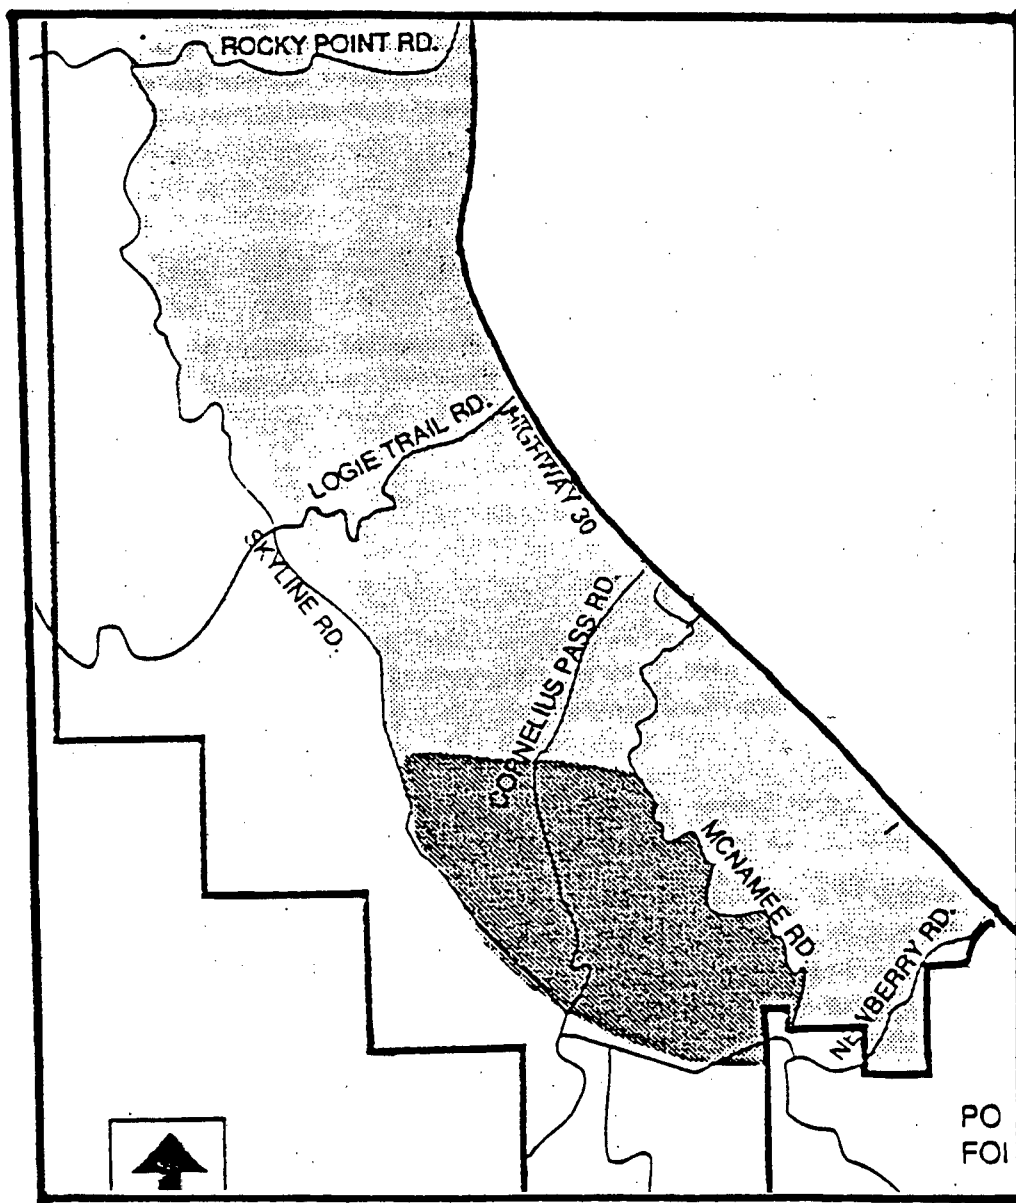 ROCKY POINT RD.
LOGIE TRAIL RD.
HIGHWAY 30
SKYLINE RD.
CORNELIUS PASS RD.
MCNAMEE RD.
NEWBERRY RD.
PO
FOI